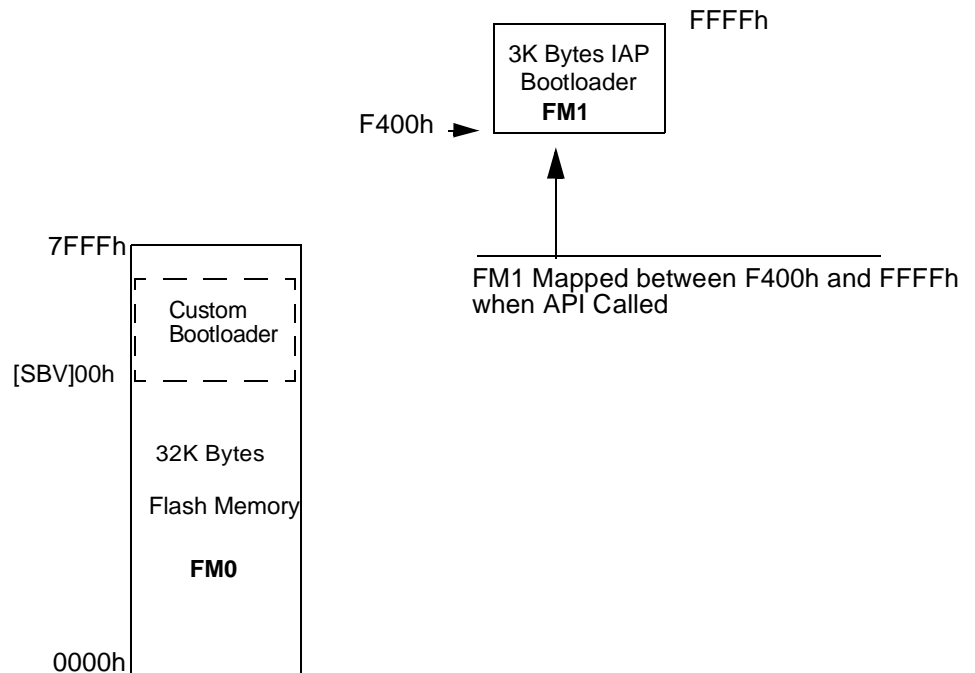 FFFFh
3K Bytes IAP
Bootloader
FM1
F400h
7FFFh
FM1 Mapped between F400h and FFFFh
when API Called
Custom
Bootloader
[SBV]00h
32K Bytes
Flash Memory
FM0
0000h